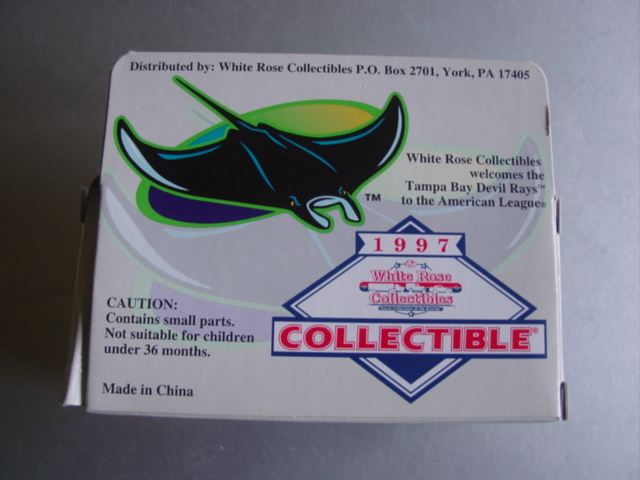 Distributed by: White Rose Collectibles P.O. Box 2701, York, PA 17405
White Rose Collectibles
welcomes the
Tampa Bay Devil Rays™
to the American League®
TM
1997
White Rose
Collectibles
COLLECTIBLE®
CAUTION:
Contains small parts.
Not suitable for children
under 36 months.
Made in China